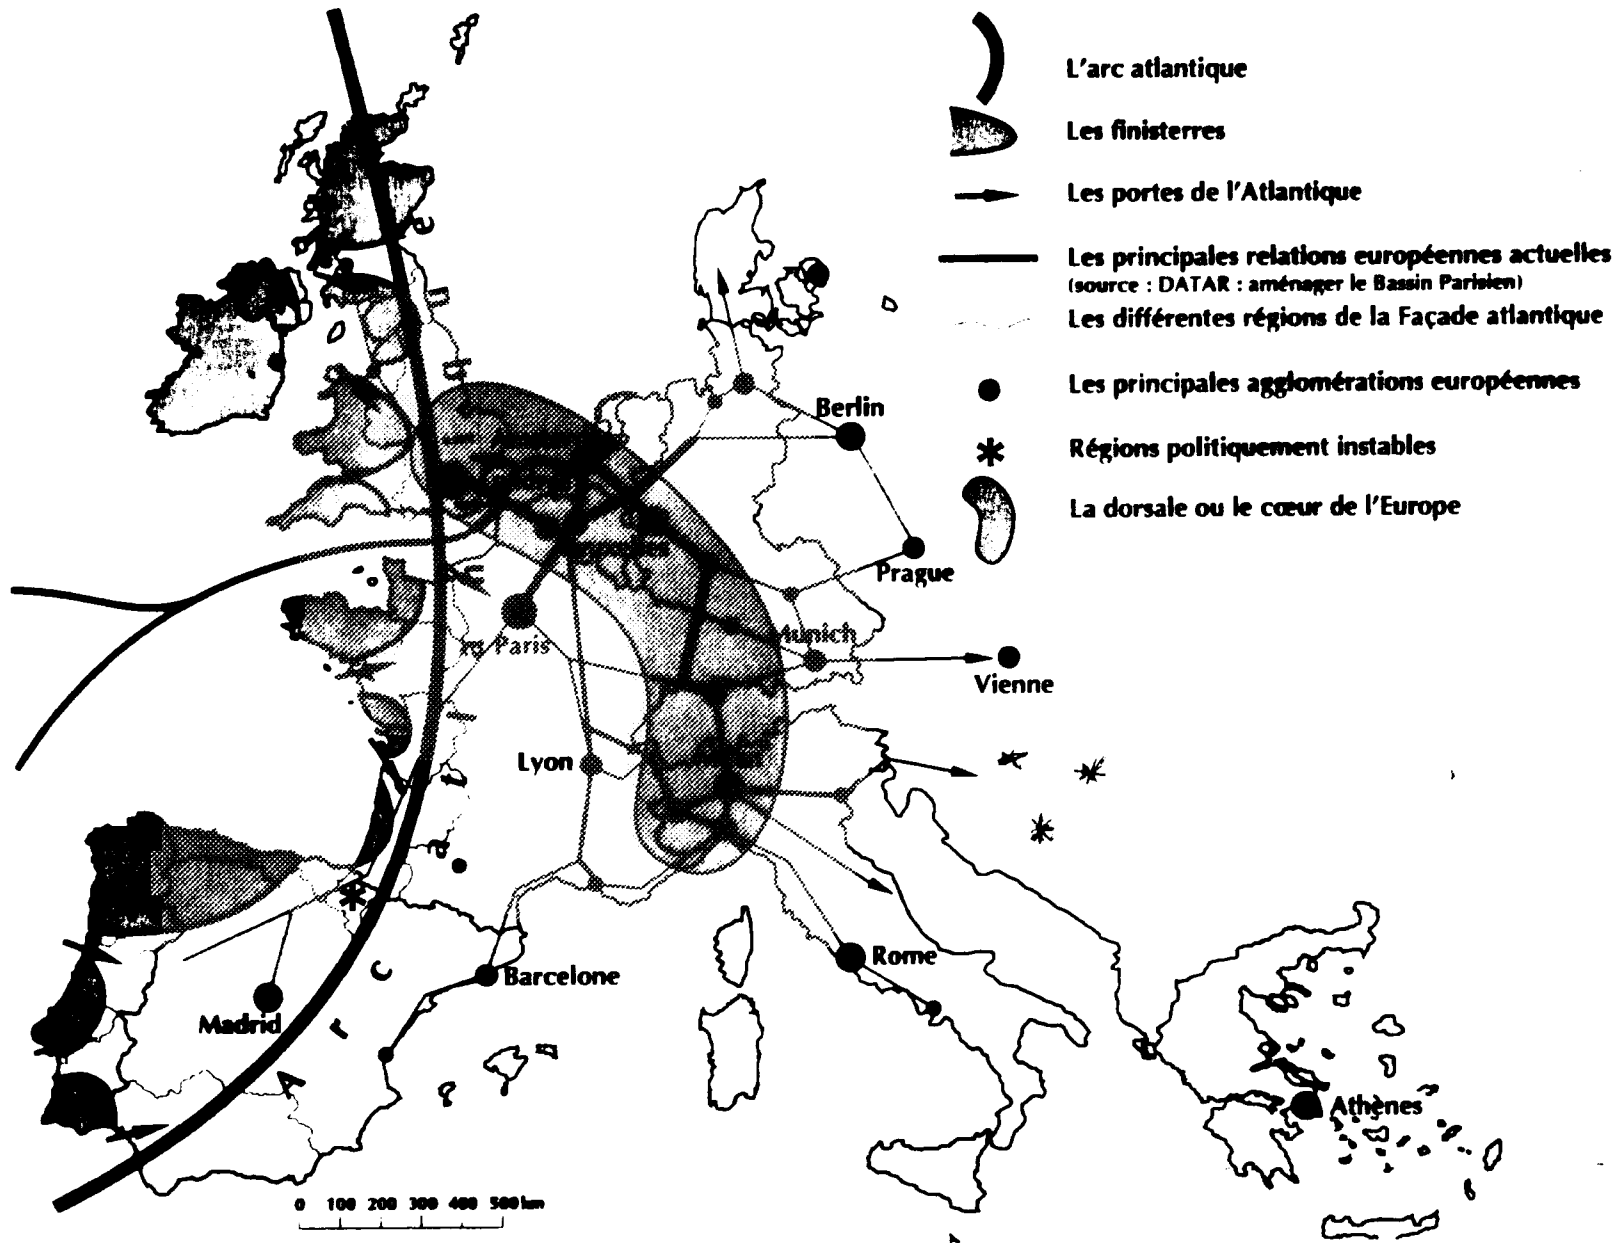 L'arc atlantique
Les finisterres
Les portes de l'Atlantique
Les principales relations européennes actuelles
(source : DATAR : aménager le Bassin Parisien)
Les différentes régions de la Façade atlantique
Les principales agglomérations européennes
Régions politiquement instables
La dorsale ou le cœur de l'Europe
Berlin
Prague
Paris
Munich
Vienne
Lyon
Barcelone
Rome
Madrid
Athènes
Arc
0 100 200 300 400 500 km